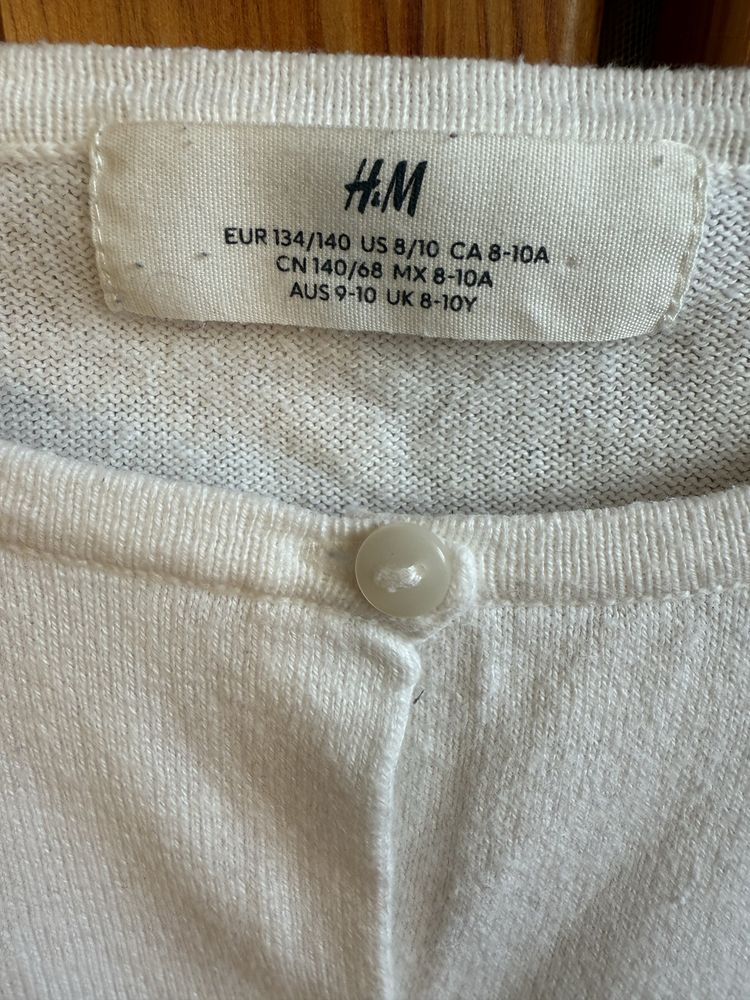 H&M
EUR 134/140 US 8/10 CA 8-10A
CN 140/68 MX 8-10A
AUS 9-10 UK 8-10Y